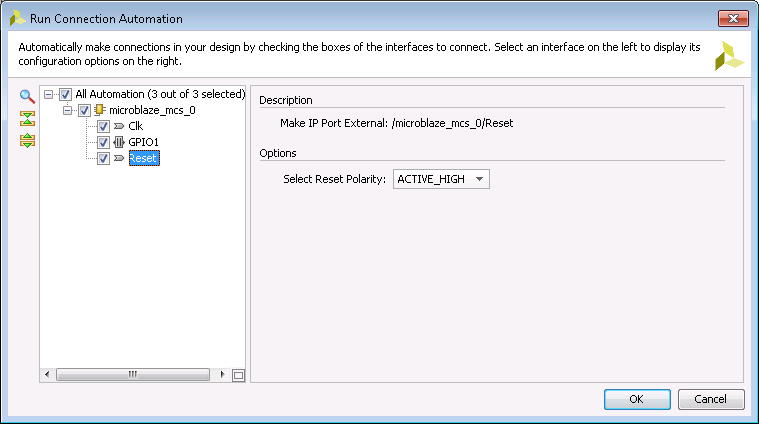 Run Connection Automation
Automatically make connections in your design by checking the boxes of the interfaces to connect. Select an interface on the left to display its
configuration options on the right.
All Automation (3 out of 3 selected)
microblaze_mcs_0
Clk
GPIO1
Reset
Description
Make IP Port External: /microblaze_mcs_0/Reset
Options
Select Reset Polarity: ACTIVE_HIGH
OK Cancel